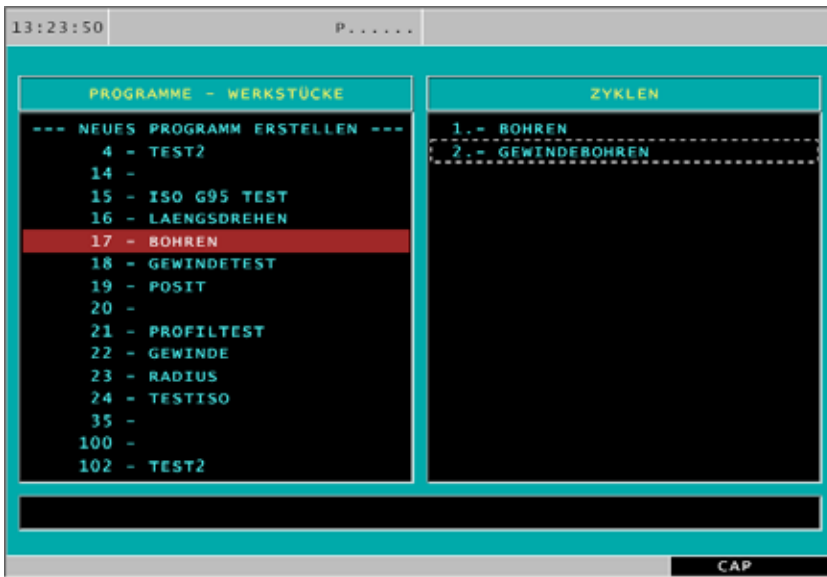 13:23:50 P......
PROGRAMME - WERKSTÜCKE
--- NEUES PROGRAMM ERSTELLEN ---
4 - TEST2
14 -
15 - ISO G95 TEST
16 - LAENGSDREHEN
17 - BOHREN
18 - GEWINDETEST
19 - POSIT
20 -
21 - PROFILTEST
22 - GEWINDE
23 - RADIUS
24 - TESTISO
35 -
100 -
102 - TEST2
ZYKLEN
1.- BOHREN
2.- GEWINDEBOHREN
CAP